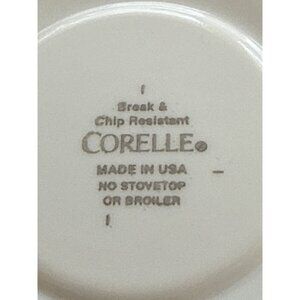 Break &
Chip Resistant
CORELLE®
MADE IN USA
NO STOVETOP
OR BROILER